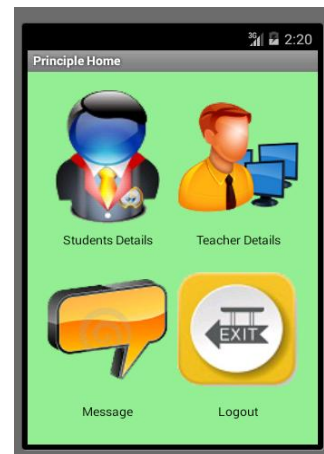 3G 2:20
Principle Home
Students Details Teacher Details
EXIT
Message Logout